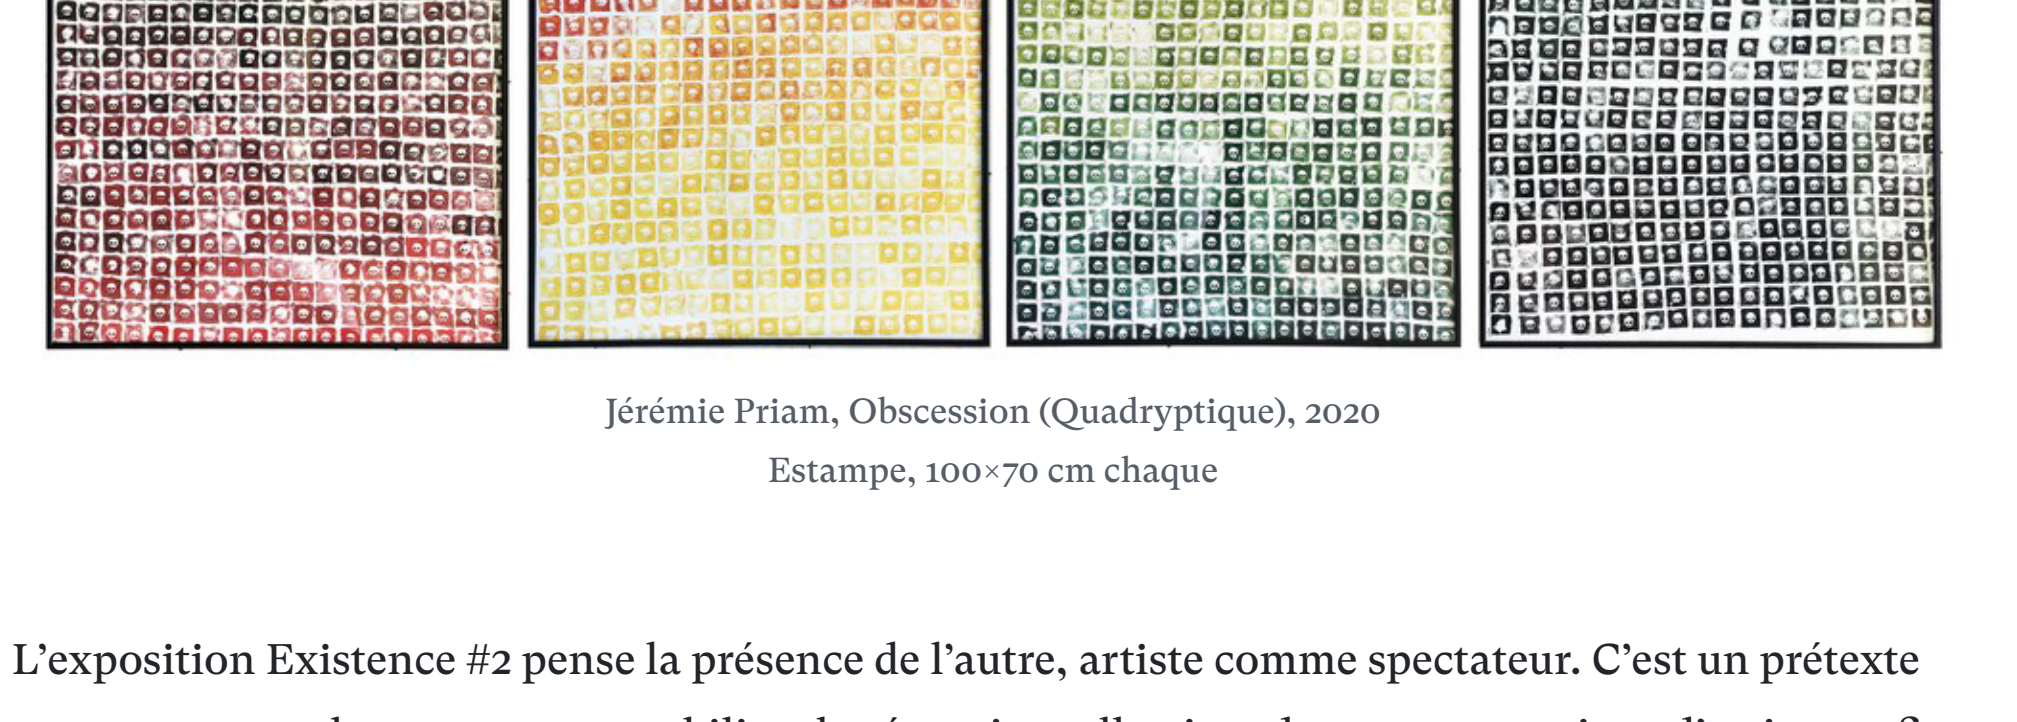 Jérémie Priam, Obscession (Quadryptique), 2020
Estampe, 100×70 cm chaque
L’exposition Existence #2 pense la présence de l’autre, artiste comme spectateur. C’est un prétexte